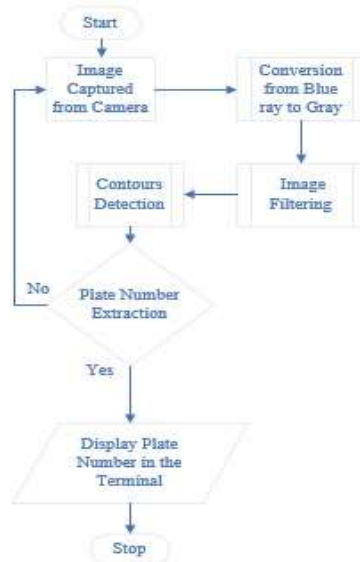 Start
Image
Captured
from Camera
Conversion
from Blue
ray to Gray
Contours
Detection
Image
Filtering
No
Plate Number
Extraction
Yes
Display Plate
Number in the
Terminal
Stop